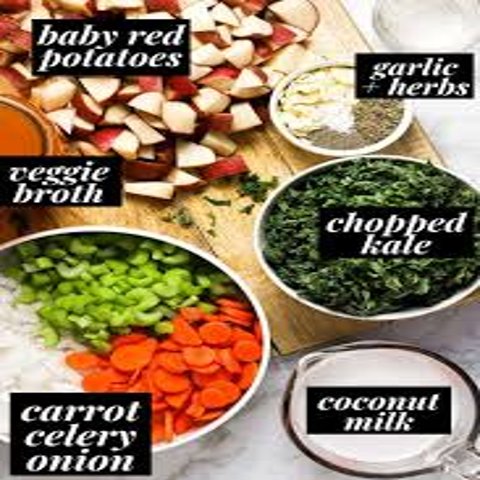 baby red
potatoes
garlic
+ herbs
veggie
broth
chopped
kale
carrot
celery
onion
coconut
milk